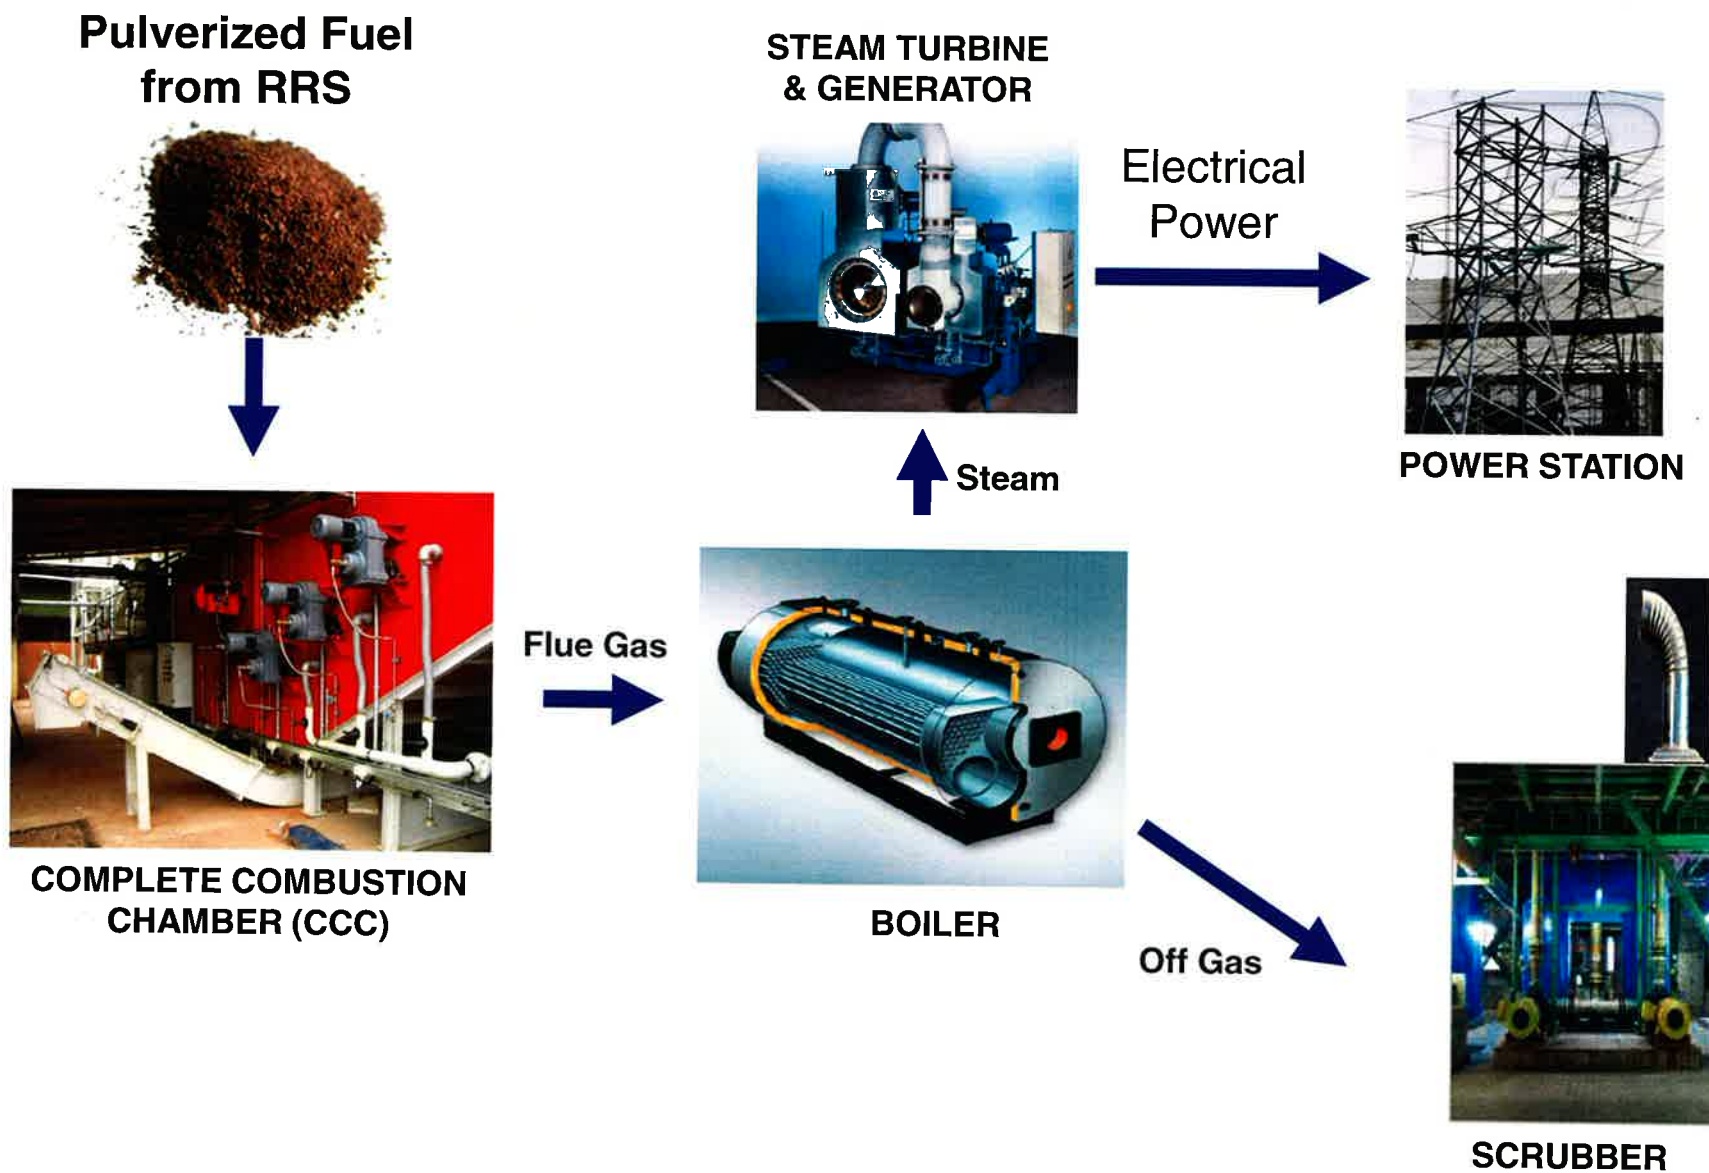 Pulverized Fuel
from RRS
STEAM TURBINE
& GENERATOR
Electrical
Power
POWER STATION
Steam
Flue Gas
COMPLETE COMBUSTION
CHAMBER (CCC)
BOILER
Off Gas
SCRUBBER